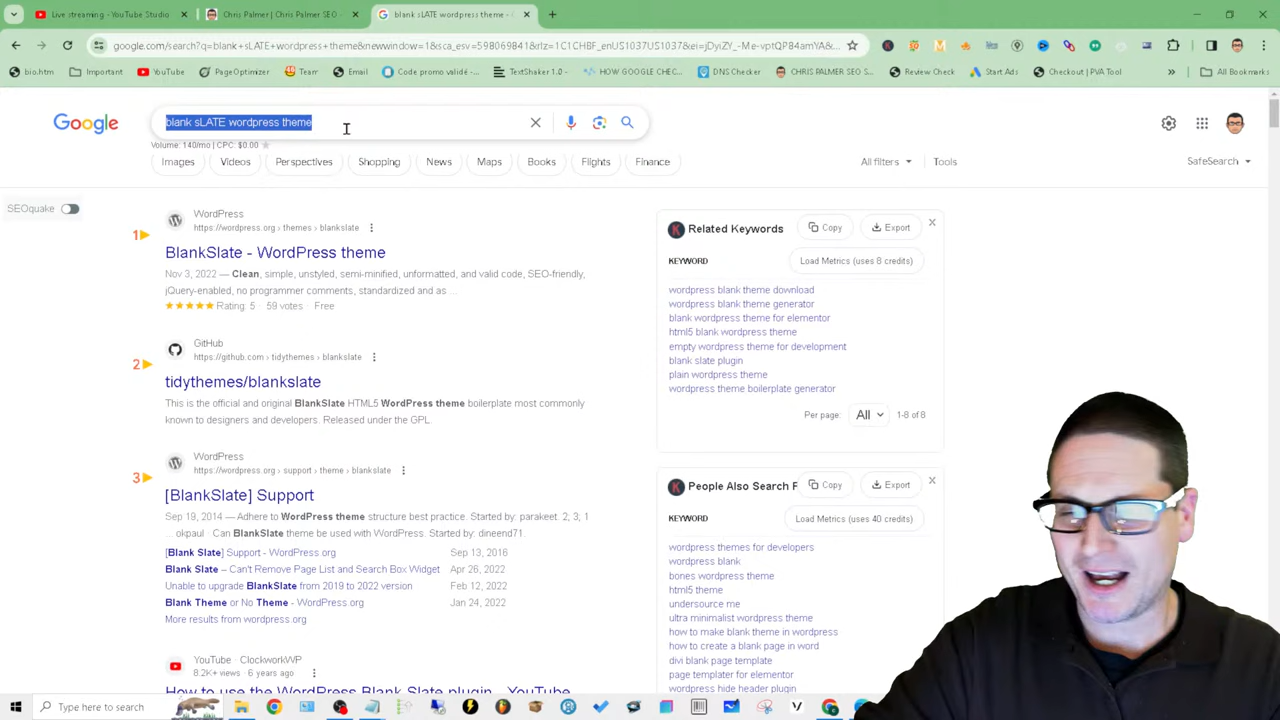 Live streaming - YouTube Studio
Chris Palmer | Chris Palmer SEO
blank sLATE wordpress theme -
google.com/search?q=blank+sLATE+wordpress+theme&newwindow=1&sca_esv=598069841&rlz=1C1CHBF_enUS1037US1037&ei=jDyiZY_-Me-vptQP84amYA&...
bio.htm
Important
YouTube
PageOptimizer
Team
Email
Code promo validé -...
TextShaker 1.0 -
HOW GOOGLE CHEC...
DNS Checker
CHRIS PALMER SEO S...
Review Check
Start Ads
Checkout | PVA Tool
»
All Bookmarks
Google
blank sLATE wordpress theme
Volume: 140/mo | CPC: $0.00
Images
Videos
Perspectives
Shopping
News
Maps
Books
Flights
Finance
All filters
Tools
SafeSearch
SEOquake
1
WordPress
https://wordpress.org › themes › blankslate
BlankSlate - WordPress theme
Nov 3, 2022 — Clean, simple, unstyled, semi-minified, unformatted, and valid code, SEO-friendly,
jQuery-enabled, no programmer comments, standardized and as ...
Rating: 5 · 59 votes · Free
2
GitHub
https://github.com › tidythemes › blankslate
tidythemes/blankslate
This is the official and original BlankSlate HTML5 WordPress theme boilerplate most commonly
known to designers and developers. Released under the GPL.
3
WordPress
https://wordpress.org › support › theme › blankslate
[BlankSlate] Support
Sep 19, 2014 — Adhere to WordPress theme structure best practice. Started by: parakeet. 2, 3, 1
... okpaul · Can BlankSlate theme be used with WordPress. Started by: dineend71.
[Blank Slate] Support - WordPress.org Sep 13, 2016
Blank Slate – Can't Remove Page List and Search Box Widget Apr 26, 2022
Unable to upgrade BlankSlate from 2019 to 2022 version Feb 12, 2022
Blank Theme or No Theme - WordPress.org Jan 24, 2022
More results from wordpress.org
YouTube · ClockworkWP
8.2K+ views · 6 years ago
How to use the WordPress Blank Slate plugin - YouTube
Related Keywords
Copy
Export
KEYWORD
Load Metrics (uses 8 credits)
wordpress blank theme download
wordpress blank theme generator
blank wordpress theme for elementor
html5 blank wordpress theme
empty wordpress theme for development
blank slate plugin
plain wordpress theme
wordpress theme boilerplate generator
Per page:
All
1-8 of 8
People Also Search F
Copy
Export
KEYWORD
Load Metrics (uses 40 credits)
wordpress themes for developers
wordpress blank
bones wordpress theme
html5 theme
undersource me
ultra minimalist wordpress theme
how to make blank theme in wordpress
how to create a blank page in word
divi blank page template
page templater for elementor
wordpress hide header plugin
Type here to search